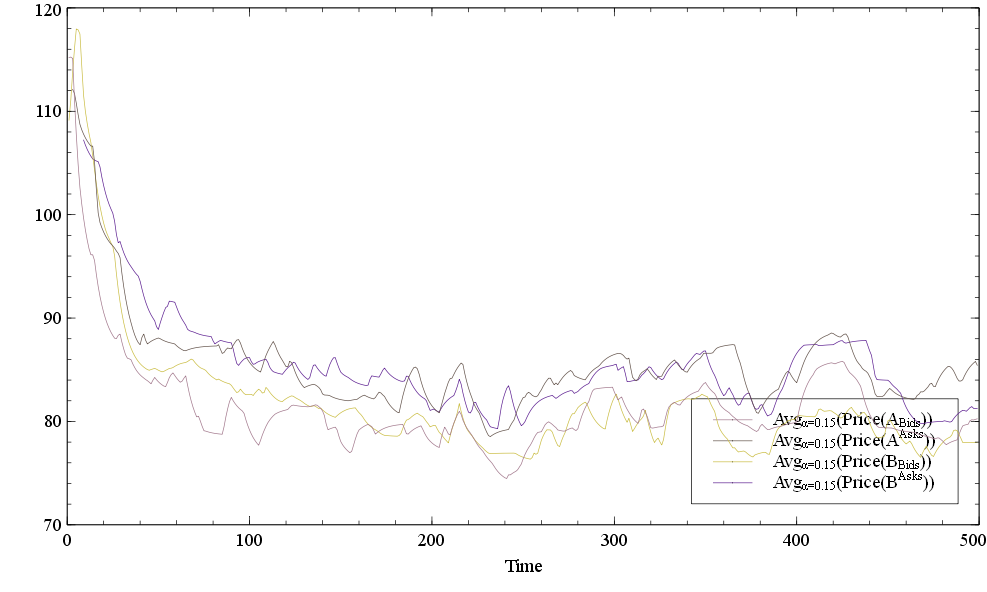 120
110
100
90
80
70
0 100 200 300 400 500
Time
Avgα=0.15(Price(ABids))
Avgα=0.15(Price(AAsks))
Avgα=0.15(Price(BBids))
Avgα=0.15(Price(BAsks))